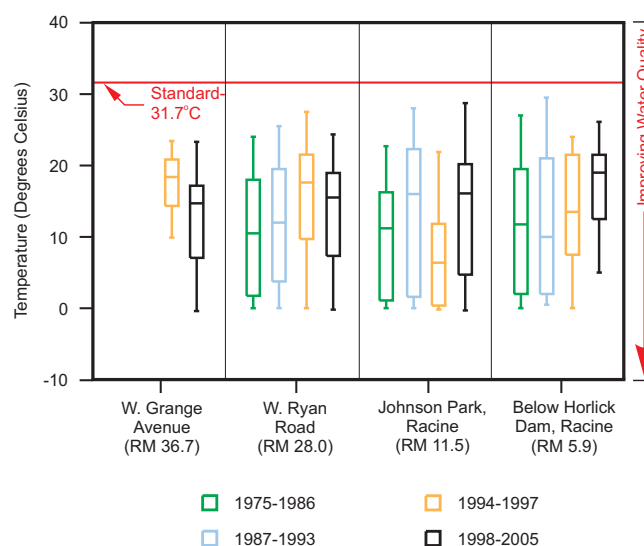 40
30
20
10
0
-10
Temperature (Degrees Celsius)
Standard-
31.7°C
Improving Water Quality
W. Grange
Avenue
(RM 36.7)
W. Ryan
Road
(RM 28.0)
Johnson Park,
Racine
(RM 11.5)
Below Horlick
Dam, Racine
(RM 5.9)
1975-1986
1994-1997
1987-1993
1998-2005